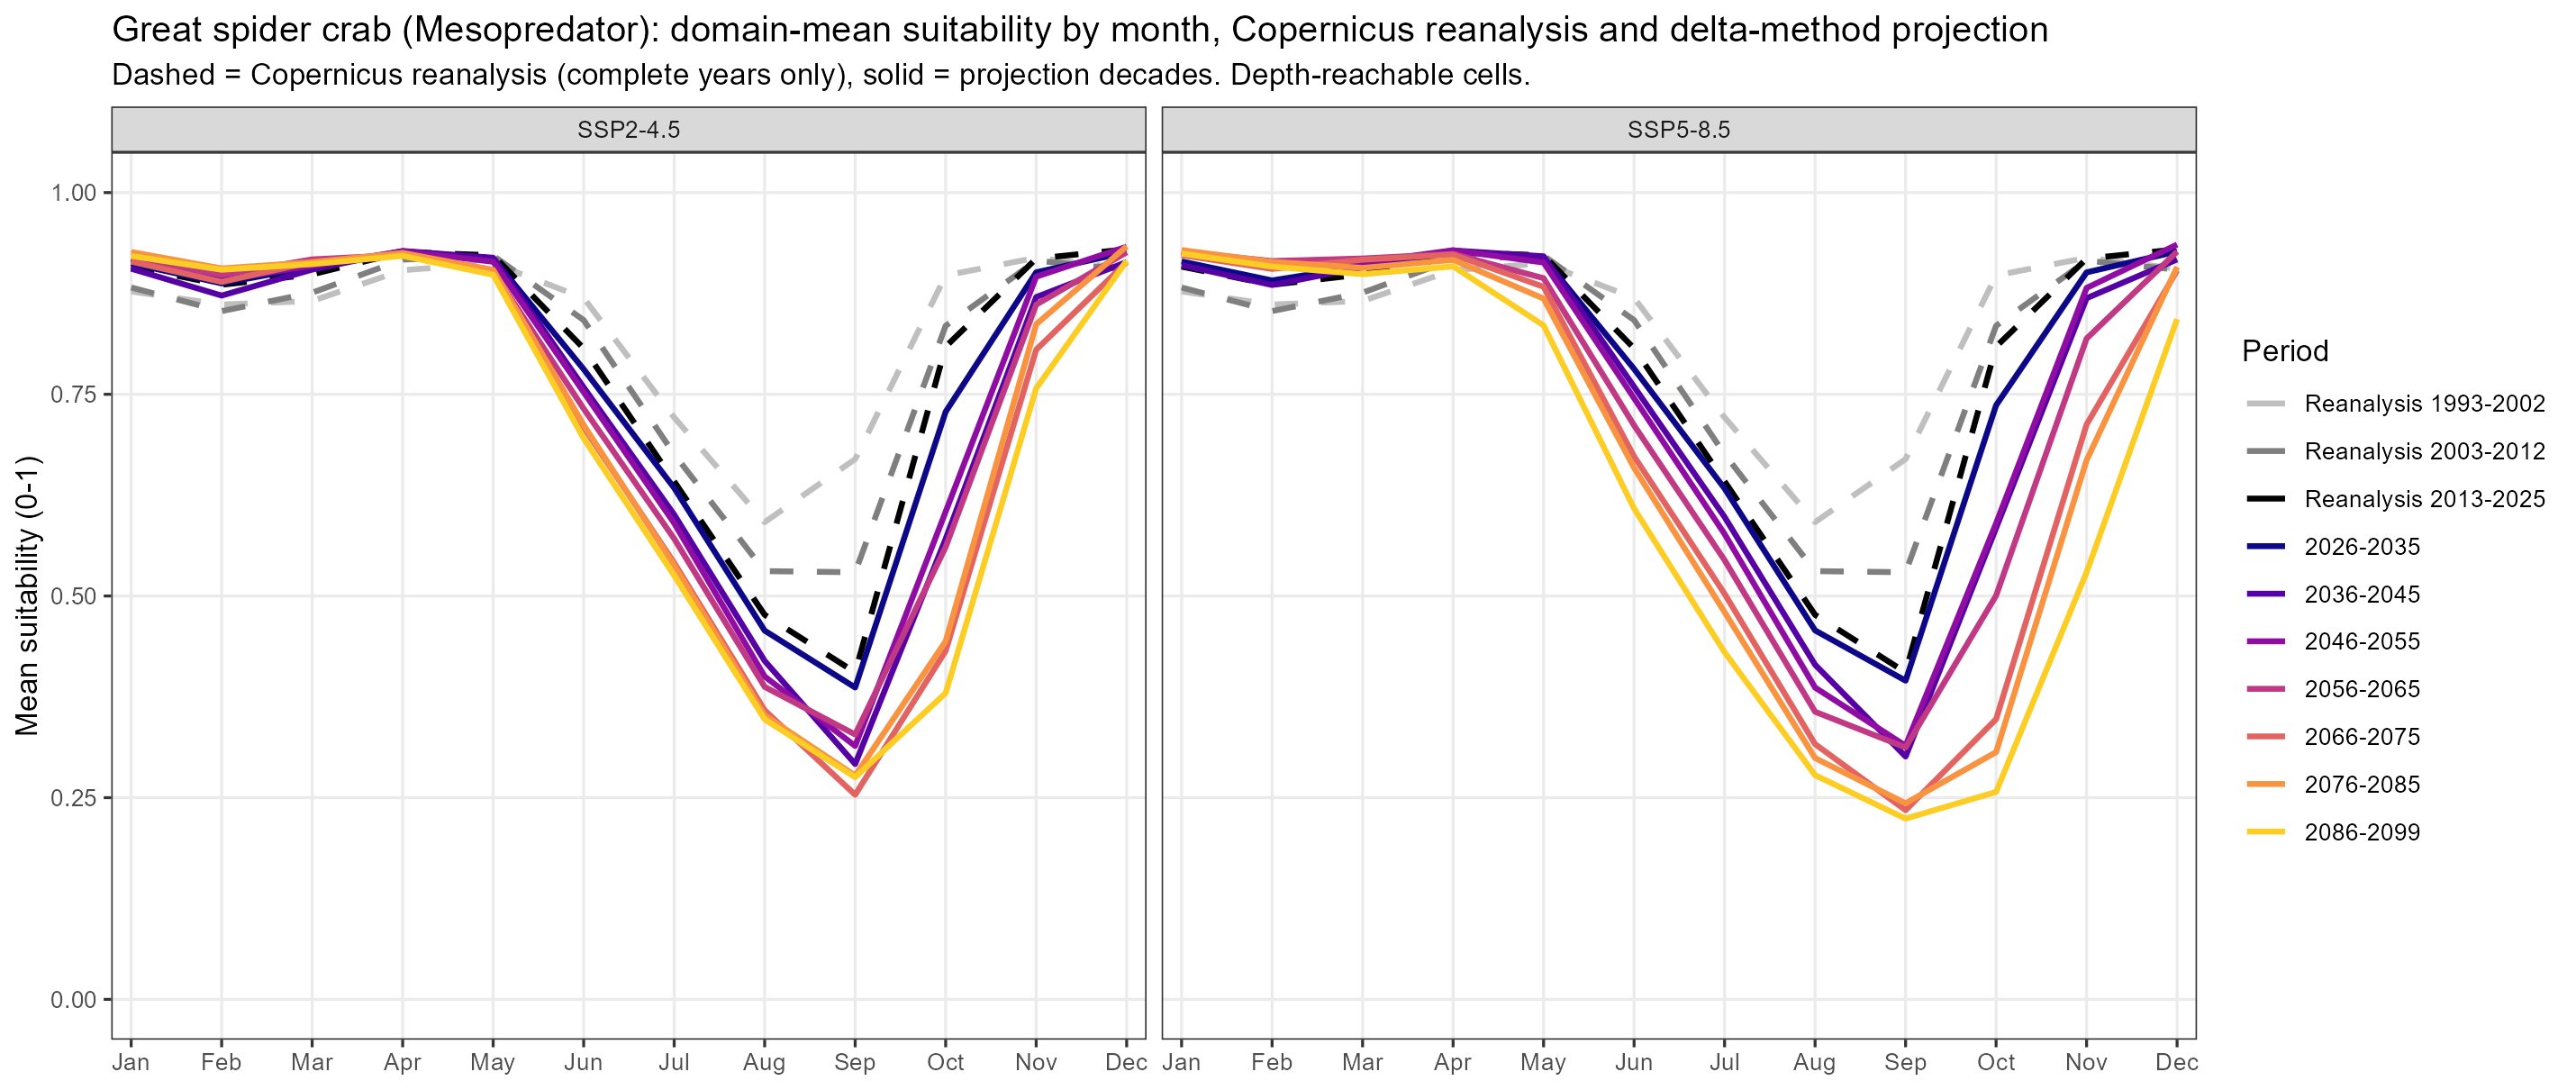 Great spider crab (Mesopredator): domain-mean suitability by month, Copernicus reanalysis and delta-method projection
Dashed = Copernicus reanalysis (complete years only), solid = projection decades. Depth-reachable cells.
SSP2-4.5
SSP5-8.5
Mean suitability (0-1)
1.00
0.75
0.50
0.25
0.00
Jan Feb Mar Apr May Jun Jul Aug Sep Oct Nov Dec
Jan Feb Mar Apr May Jun Jul Aug Sep Oct Nov Dec
Period
Reanalysis 1993-2002
Reanalysis 2003-2012
Reanalysis 2013-2025
2026-2035
2036-2045
2046-2055
2056-2065
2066-2075
2076-2085
2086-2099